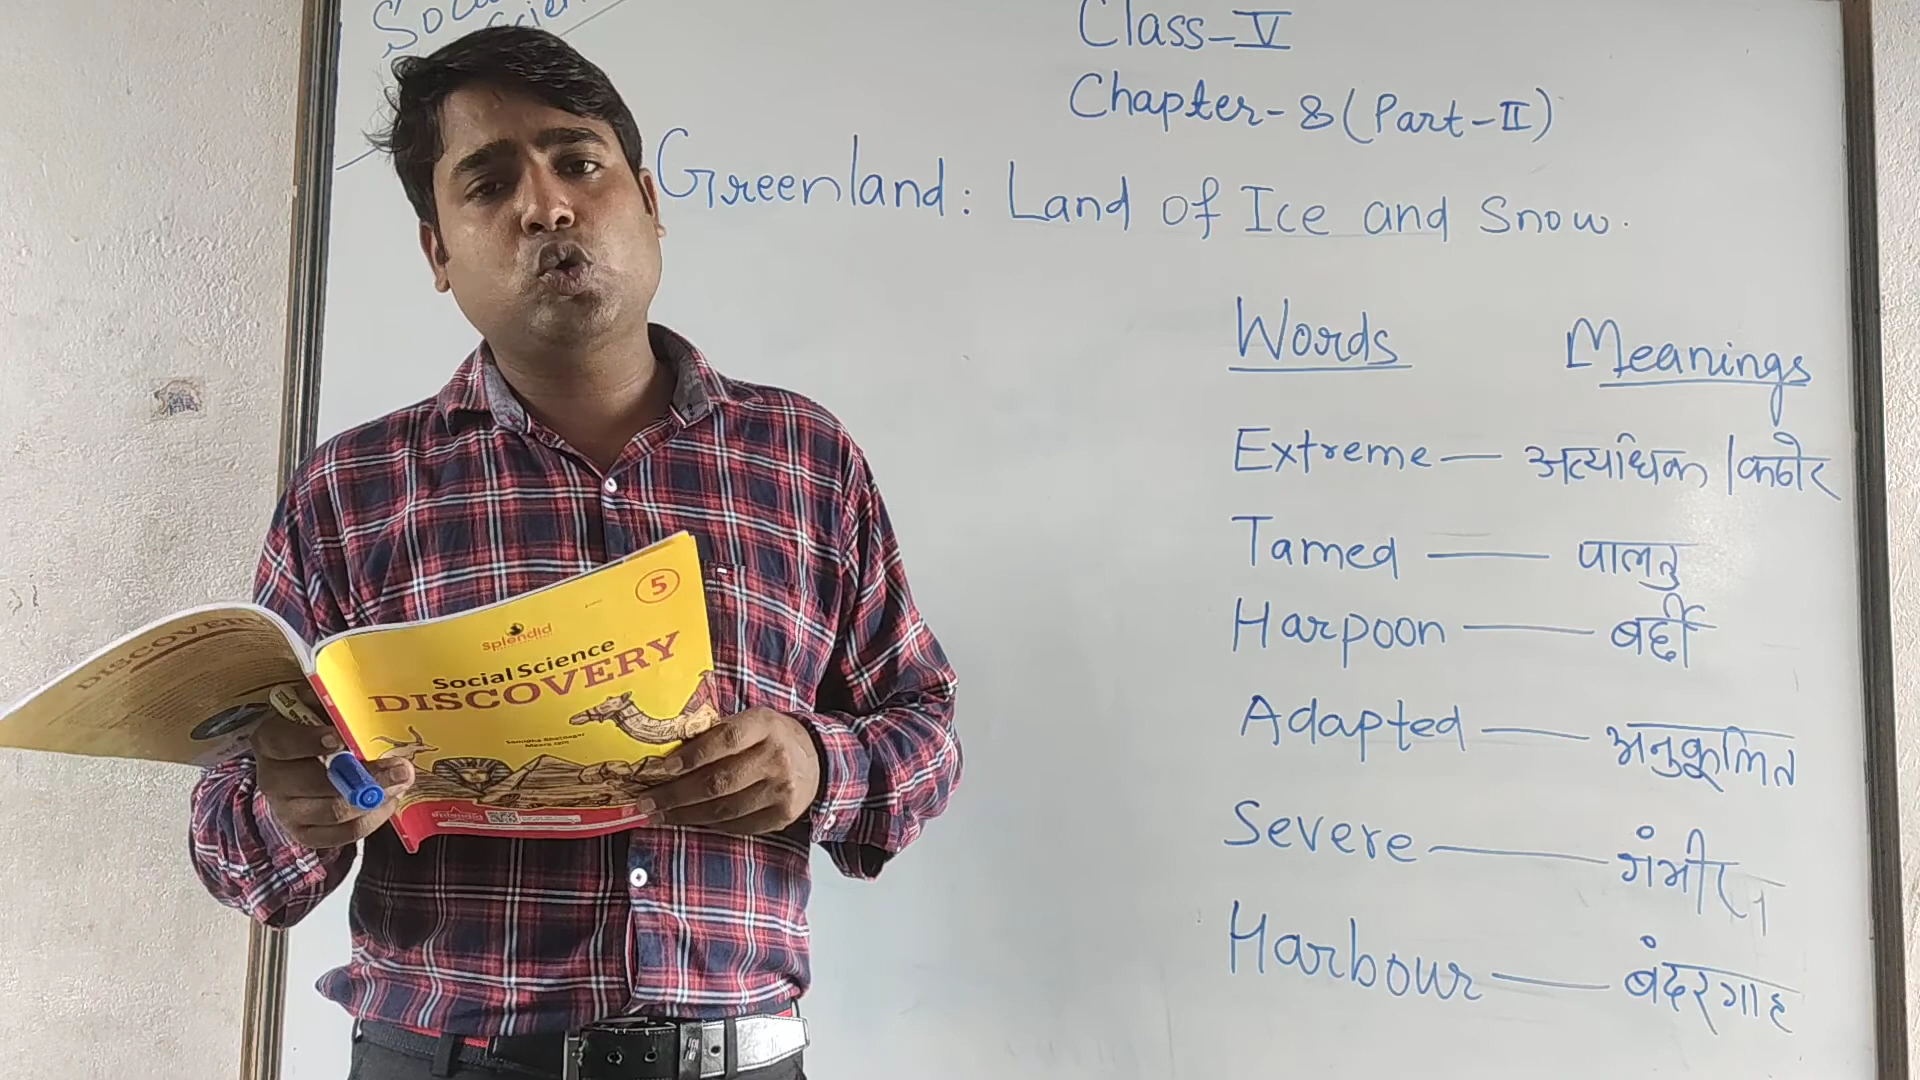 Class-V
Chapter-8 (Part-II)
Greenland: Land of Ice and Snow.
Words Meanings
Extreme — अत्यधिक / कठोर
Tamed — पालतु
Harpoon — बर्छी
Adapted — अनुकूलित
Severe — गंभीर
Harbour — बंदरगाह
5
Splendid
Social Science
DISCOVERY
DISCOVERY